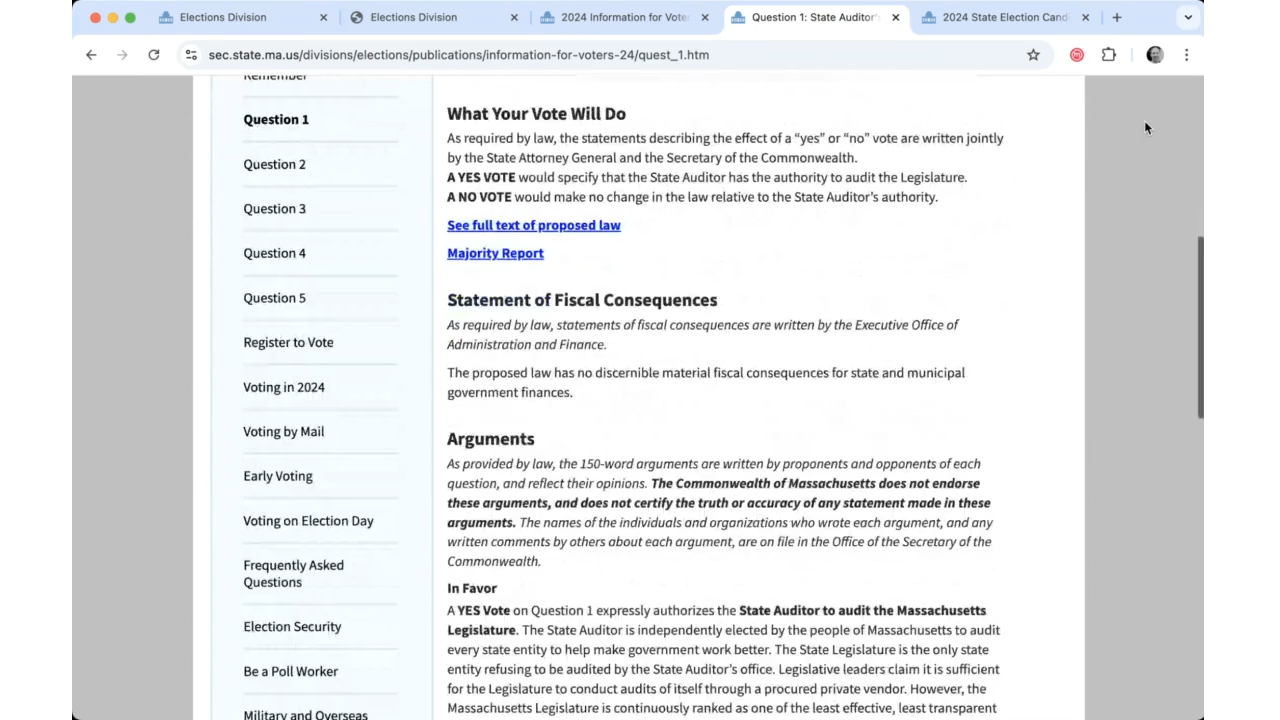 Elections Division
Elections Division
2024 Information for Vote
Question 1: State Auditor'
2024 State Election Cand
sec.state.ma.us/divisions/elections/publications/information-for-voters-24/quest_1.htm
Remember
Question 1
Question 2
Question 3
Question 4
Question 5
Register to Vote
Voting in 2024
Voting by Mail
Early Voting
Voting on Election Day
Frequently Asked
Questions
Election Security
Be a Poll Worker
Military and Overseas
What Your Vote Will Do
As required by law, the statements describing the effect of a “yes” or “no” vote are written jointly
by the State Attorney General and the Secretary of the Commonwealth.
A YES VOTE would specify that the State Auditor has the authority to audit the Legislature.
A NO VOTE would make no change in the law relative to the State Auditor’s authority.
See full text of proposed law
Majority Report
Statement of Fiscal Consequences
As required by law, statements of fiscal consequences are written by the Executive Office of
Administration and Finance.
The proposed law has no discernible material fiscal consequences for state and municipal
government finances.
Arguments
As provided by law, the 150-word arguments are written by proponents and opponents of each
question, and reflect their opinions. The Commonwealth of Massachusetts does not endorse
these arguments, and does not certify the truth or accuracy of any statement made in these
arguments. The names of the individuals and organizations who wrote each argument, and any
written comments by others about each argument, are on file in the Office of the Secretary of the
Commonwealth.
In Favor
A YES Vote on Question 1 expressly authorizes the State Auditor to audit the Massachusetts
Legislature. The State Auditor is independently elected by the people of Massachusetts to audit
every state entity to help make government work better. The State Legislature is the only state
entity refusing to be audited by the State Auditor’s office. Legislative leaders claim it is sufficient
for the Legislature to conduct audits of itself through a procured private vendor. However, the
Massachusetts Legislature is continuously ranked as one of the least effective, least transparent